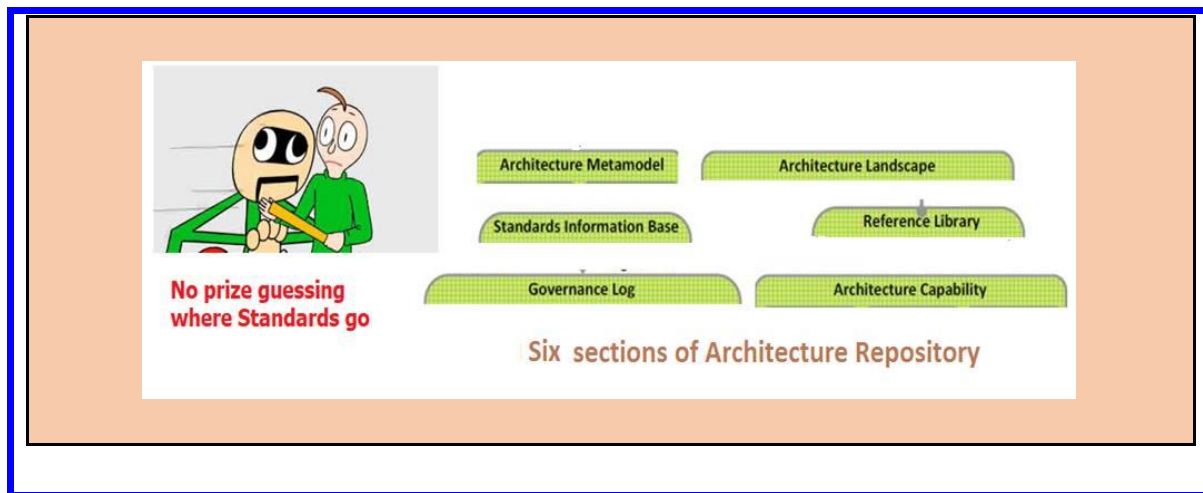 Architecture Metamodel
Architecture Landscape
Standards Information Base
Reference Library
Governance Log
Architecture Capability
No prize guessing
where Standards go
Six sections of Architecture Repository